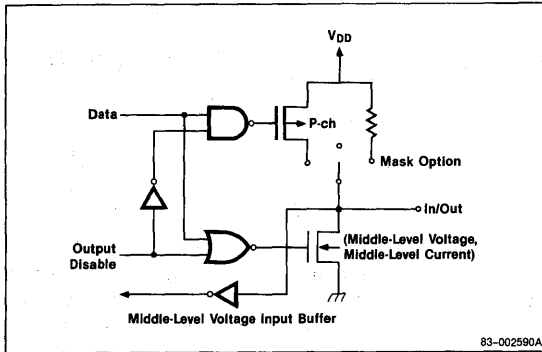 VDD
Data
P-ch
Mask Option
In/Out
(Middle-Level Voltage,
Middle-Level Current)
Output
Disable
Middle-Level Voltage Input Buffer
83-002590A